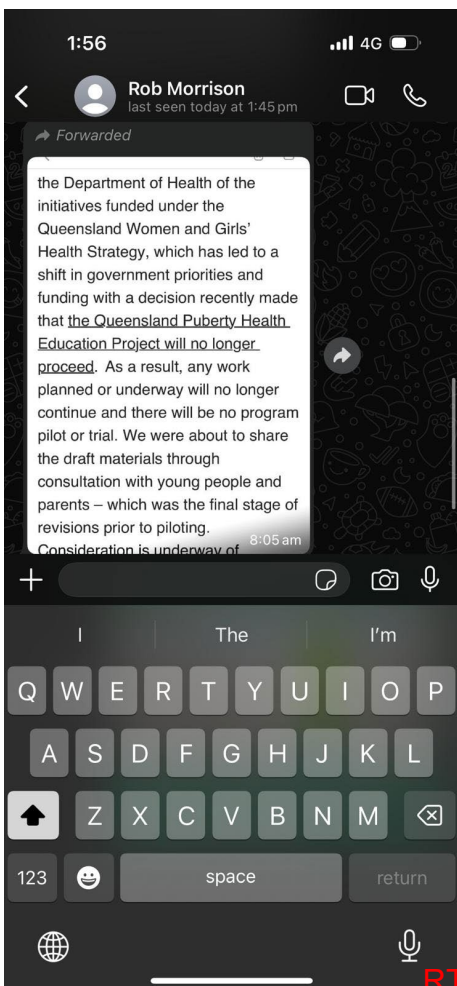 1:56
4G
Rob Morrison
last seen today at 1:45 pm
Forwarded
the Department of Health of the
initiatives funded under the
Queensland Women and Girls'
Health Strategy, which has led to a
shift in government priorities and
funding with a decision recently made
that the Queensland Puberty Health
Education Project will no longer
proceed. As a result, any work
planned or underway will no longer
continue and there will be no program
pilot or trial. We were about to share
the draft materials through
consultation with young people and
parents – which was the final stage of
revisions prior to piloting.
8:05 am
Consideration is underway of
I The I'm
Q W E R T Y U I O P
A S D F G H J K L
Z X C V B N M
123 space return
RT